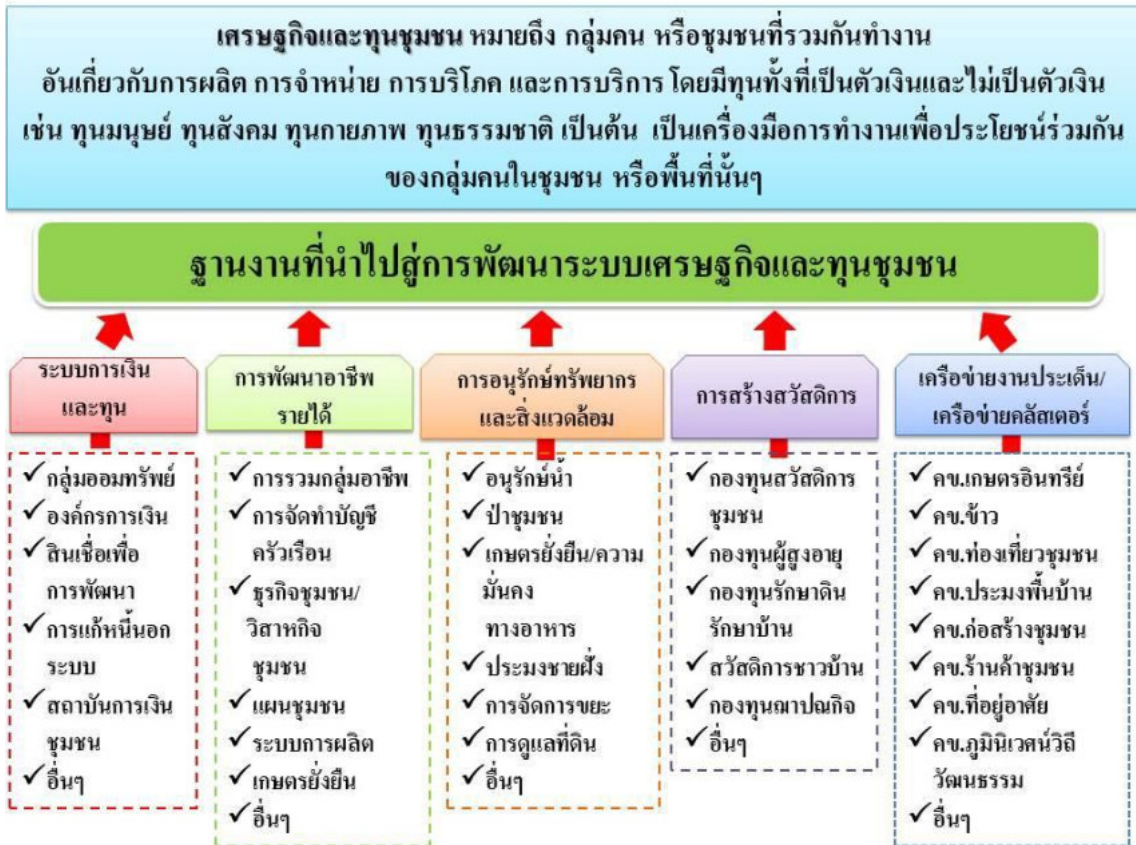 เศรษฐกิจและทุนชุมชน หมายถึง กลุ่มคน หรือชุมชนที่รวมกันทำงาน
อันเกี่ยวกับการผลิต การจำหน่าย การบริโภค และการบริการ โดยมีทุนทั้งที่เป็นตัวเงินและไม่เป็นตัวเงิน
เช่น ทุนมนุษย์ ทุนสังคม ทุนกายภาพ ทุนธรรมชาติ เป็นต้น เป็นเครื่องมือการทำงานเพื่อประโยชน์ร่วมกัน
ของกลุ่มคนในชุมชน หรือพื้นที่นั้นๆ
ฐานงานที่นำไปสู่การพัฒนาระบบเศรษฐกิจและทุนชุมชน
ระบบการเงิน
และทุน
✓ กลุ่มออมทรัพย์
✓ องค์กรการเงิน
✓ สินเชื่อเพื่อ
การพัฒนา
✓ การแก้หนี้นอก
ระบบ
✓ สถาบันการเงิน
ชุมชน
✓ อื่นๆ
การพัฒนาอาชีพ
รายได้
✓ การรวมกลุ่มอาชีพ
✓ การจัดทำบัญชี
ครัวเรือน
✓ ธุรกิจชุมชน/
วิสาหกิจ
ชุมชน
✓ แผนชุมชน
✓ ระบบการผลิต
✓ เกษตรยั่งยืน
✓ อื่นๆ
การอนุรักษ์ทรัพยากร
และสิ่งแวดล้อม
✓ อนุรักษ์น้ำ
✓ ป่าชุมชน
✓ เกษตรยั่งยืน/ความ
มั่นคง
ทางอาหาร
✓ ประมงชายฝั่ง
✓ การจัดการขยะ
✓ การดูแลที่ดิน
✓ อื่นๆ
การสร้างสวัสดิการ
✓ กองทุนสวัสดิการ
ชุมชน
✓ กองทุนผู้สูงอายุ
✓ กองทุนรักษาดิน
รักษาบ้าน
✓ สวัสดิการชาวบ้าน
✓ กองทุนฌาปณกิจ
✓ อื่นๆ
เครือข่ายงานประเด็น/
เครือข่ายคลัสเตอร์
✓ คข.เกษตรอินทรีย์
✓ คข.ข้าว
✓ คข.ท่องเที่ยวชุมชน
✓ คข.ประมงพื้นบ้าน
✓ คข.ก่อสร้างชุมชน
✓ คข.ร้านค้าชุมชน
✓ คข.ที่อยู่อาศัย
✓ คข.ภูมินิเวศน์วิถี
วัฒนธรรม
✓ อื่นๆ